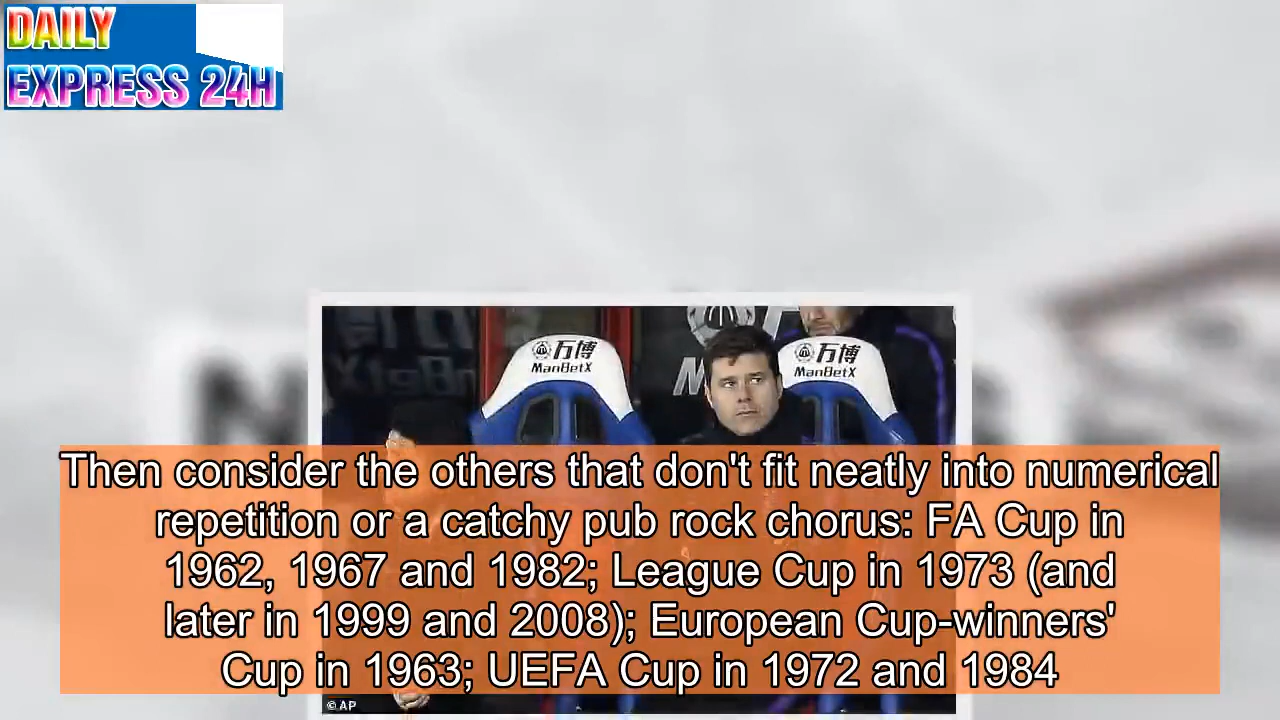 DAILY
EXPRESS 24H
万博
ManBetX
万博
ManBetX
Then consider the others that don't fit neatly into numerical
repetition or a catchy pub rock chorus: FA Cup in
1962, 1967 and 1982; League Cup in 1973 (and
later in 1999 and 2008); European Cup-winners'
Cup in 1963; UEFA Cup in 1972 and 1984
© AP